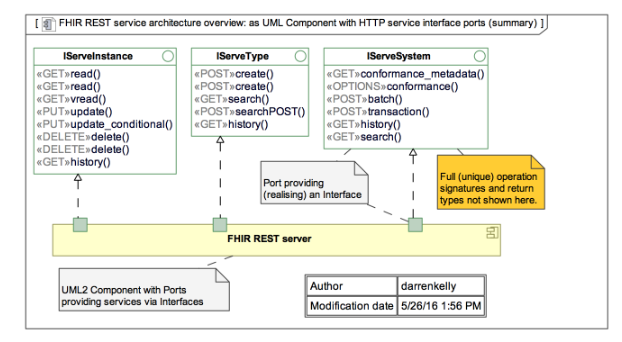 [ FHIR REST service architecture overview: as UML Component with HTTP service interface ports (summary) ]
IServeInstance
«GET»read()
«GET»read()
«GET»vread()
«PUT»update()
«PUT»update_conditional()
«DELETE»delete()
«DELETE»delete()
«GET»history()
IServeType
«POST»create()
«POST»create()
«GET»search()
«POST»searchPOST()
«GET»history()
IServeSystem
«GET»conformance_metadata()
«OPTIONS»conformance()
«POST»batch()
«POST»transaction()
«GET»history()
«GET»search()
Port providing
(realising) an Interface
Full (unique) operation
signatures and return
types not shown here.
FHIR REST server
UML2 Component with Ports
providing services via Interfaces
Author darrenkelly
Modification date 5/26/16 1:56 PM